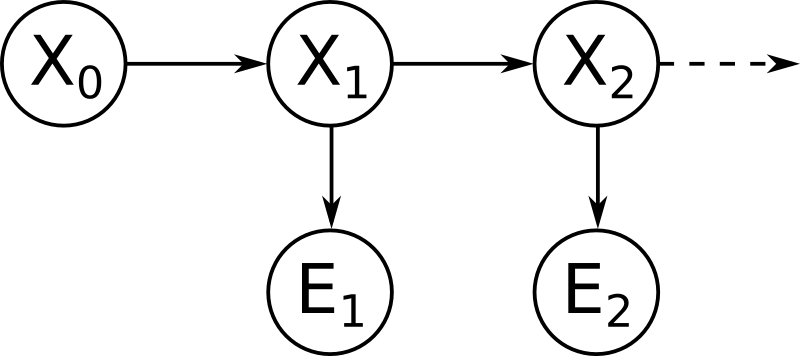 X₀ X₁ X₂
E₁ E₂